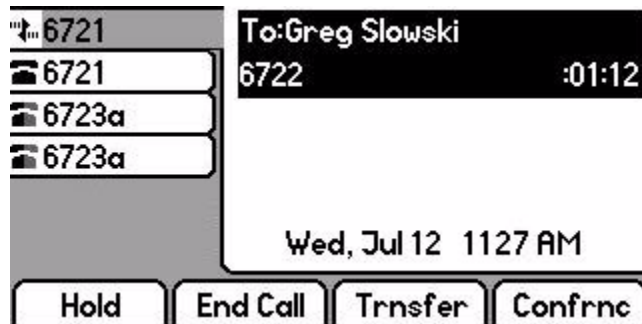 6721
6721
6723a
6723a
To:Greg Slowski
6722 :01:12
Wed, Jul 12 1127 AM
Hold End Call Trnsfer Confrnc